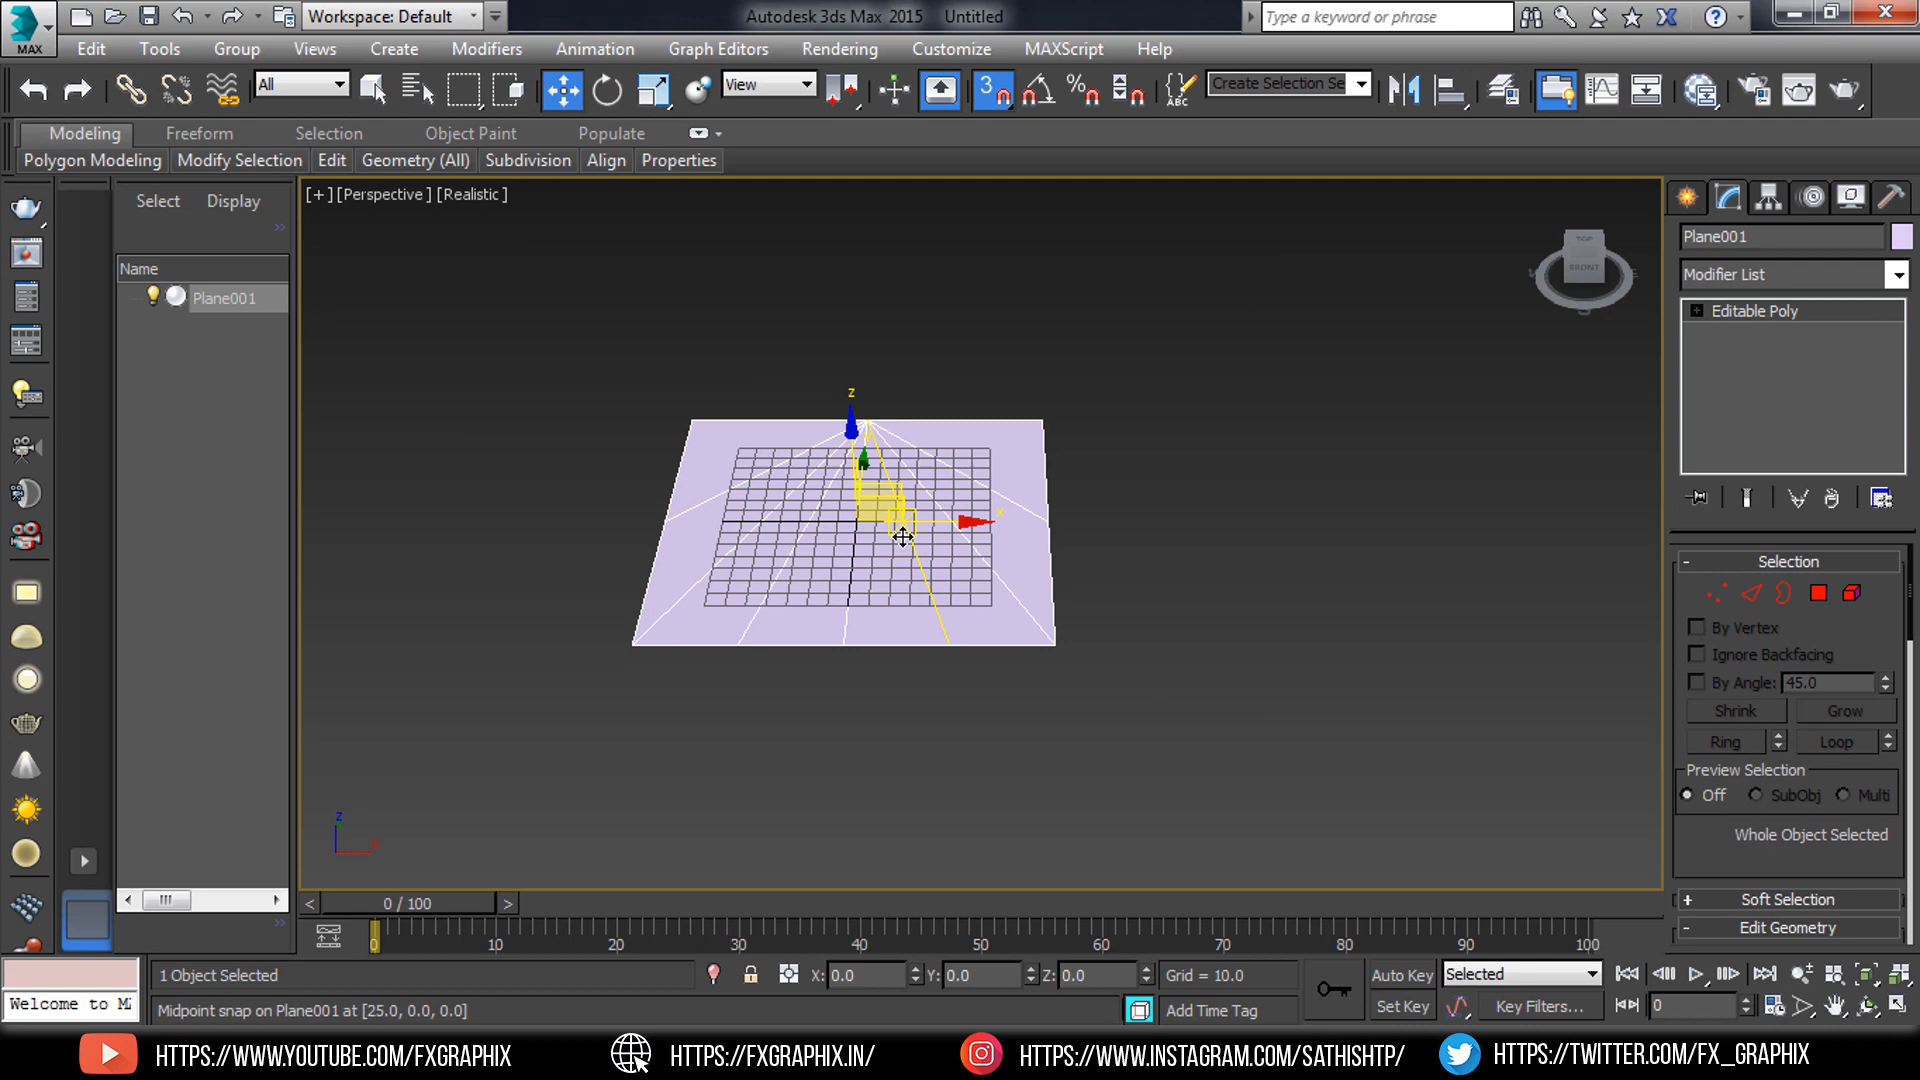 MAX
Workspace: Default
Autodesk 3ds Max 2015 Untitled
Type a keyword or phrase
Edit Tools Group Views Create Modifiers Animation Graph Editors Rendering Customize MAXScript Help
All
View
3
ABC
Create Selection Se
Modeling Freeform Selection Object Paint Populate
Polygon Modeling Modify Selection Edit Geometry (All) Subdivision Align Properties
Select Display
Name
Plane001
[+] [Perspective] [Realistic]
TOP
FRONT
z
x
z
x
Plane001
Modifier List
Editable Poly
- Selection
By Vertex
Ignore Backfacing
By Angle: 45.0
Shrink Grow
Ring Loop
Preview Selection
Off SubObj Multi
Whole Object Selected
+ Soft Selection
- Edit Geometry
< 0 / 100 >
0 10 20 30 40 50 60 70 80 90 100
1 Object Selected
X: 0.0 Y: 0.0 Z: 0.0 Grid = 10.0
Auto Key Selected
Welcome to M
Midpoint snap on Plane001 at [25.0, 0.0, 0.0]
Add Time Tag
Set Key Key Filters... 0
HTTPS://WWW.YOUTUBE.COM/FXGRAPHIX HTTPS://FXGRAPHIX.IN/ HTTPS://WWW.INSTAGRAM.COM/SATHISHTP/ HTTPS://TWITTER.COM/FX_GRAPHIX